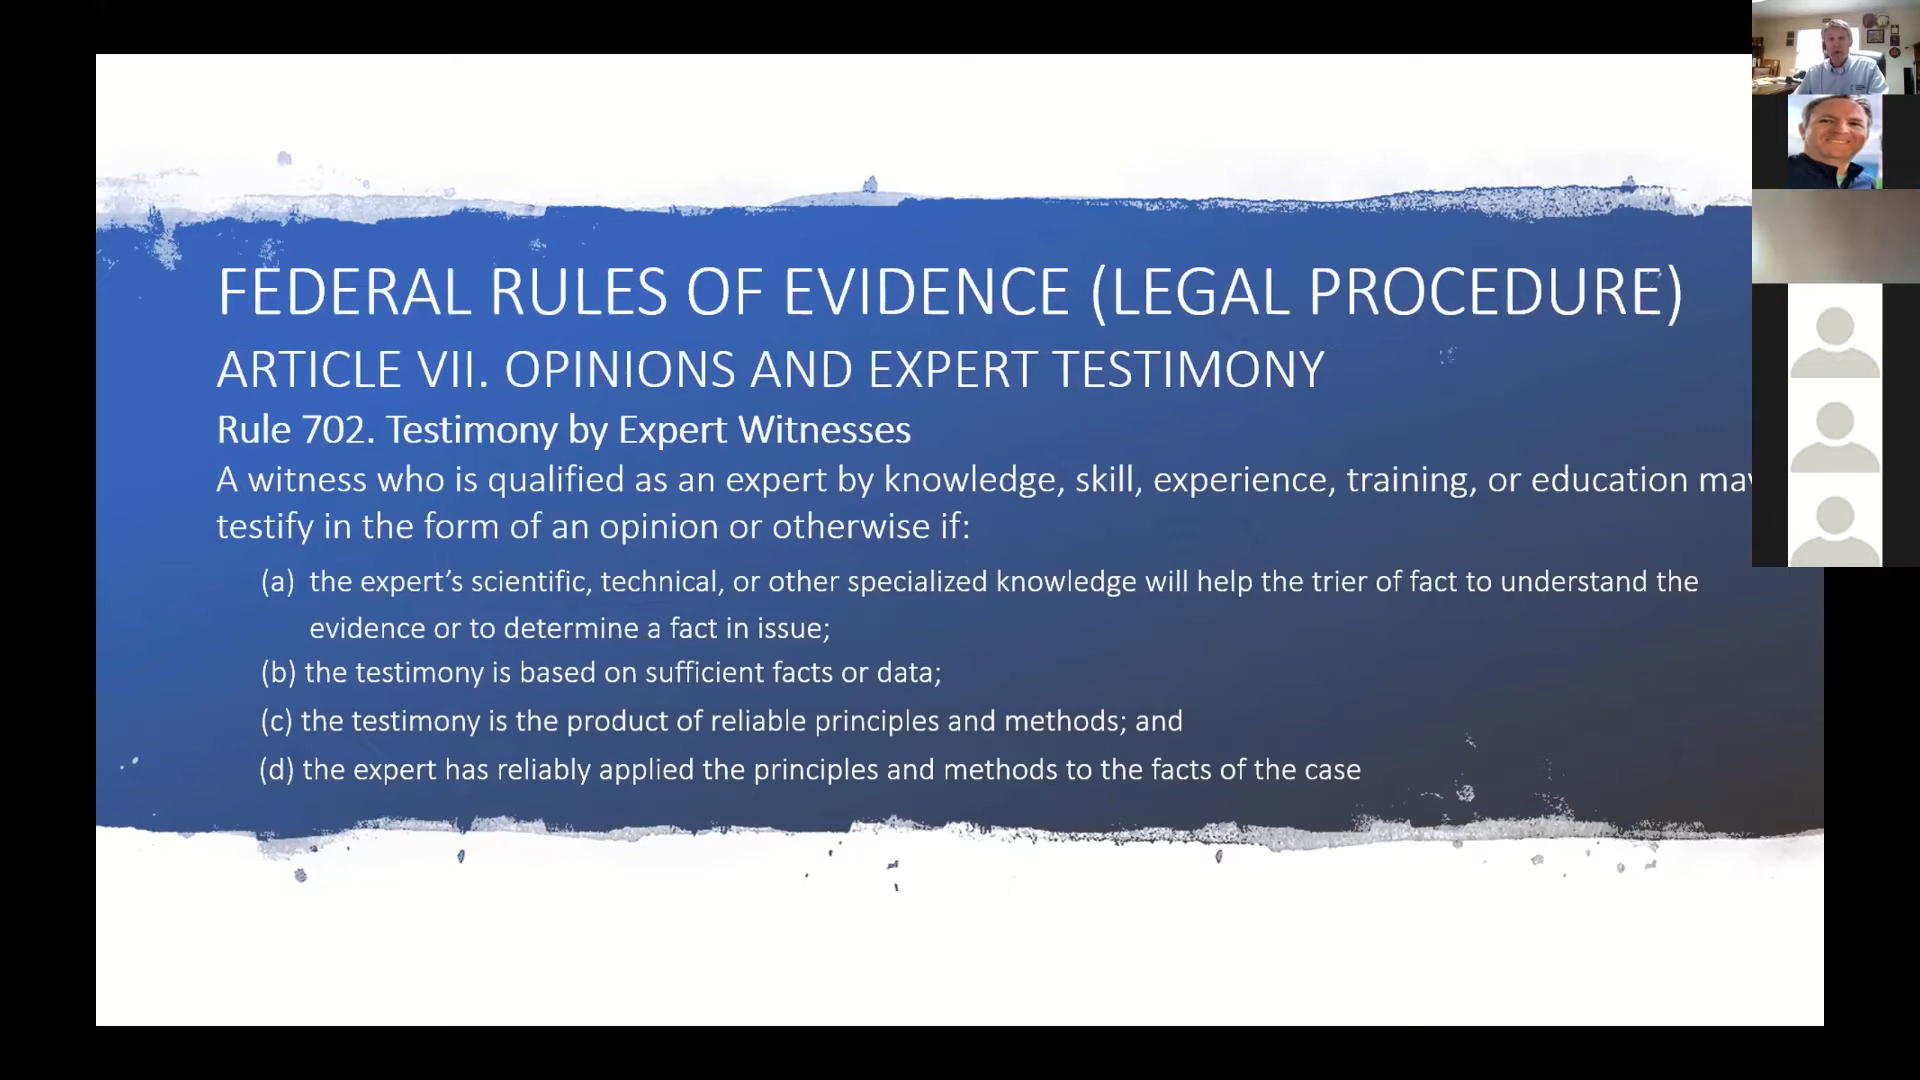 FEDERAL RULES OF EVIDENCE (LEGAL PROCEDURE)
ARTICLE VII. OPINIONS AND EXPERT TESTIMONY
Rule 702. Testimony by Expert Witnesses
A witness who is qualified as an expert by knowledge, skill, experience, training, or education may
testify in the form of an opinion or otherwise if:
(a) the expert’s scientific, technical, or other specialized knowledge will help the trier of fact to understand the
evidence or to determine a fact in issue;
(b) the testimony is based on sufficient facts or data;
(c) the testimony is the product of reliable principles and methods; and
(d) the expert has reliably applied the principles and methods to the facts of the case